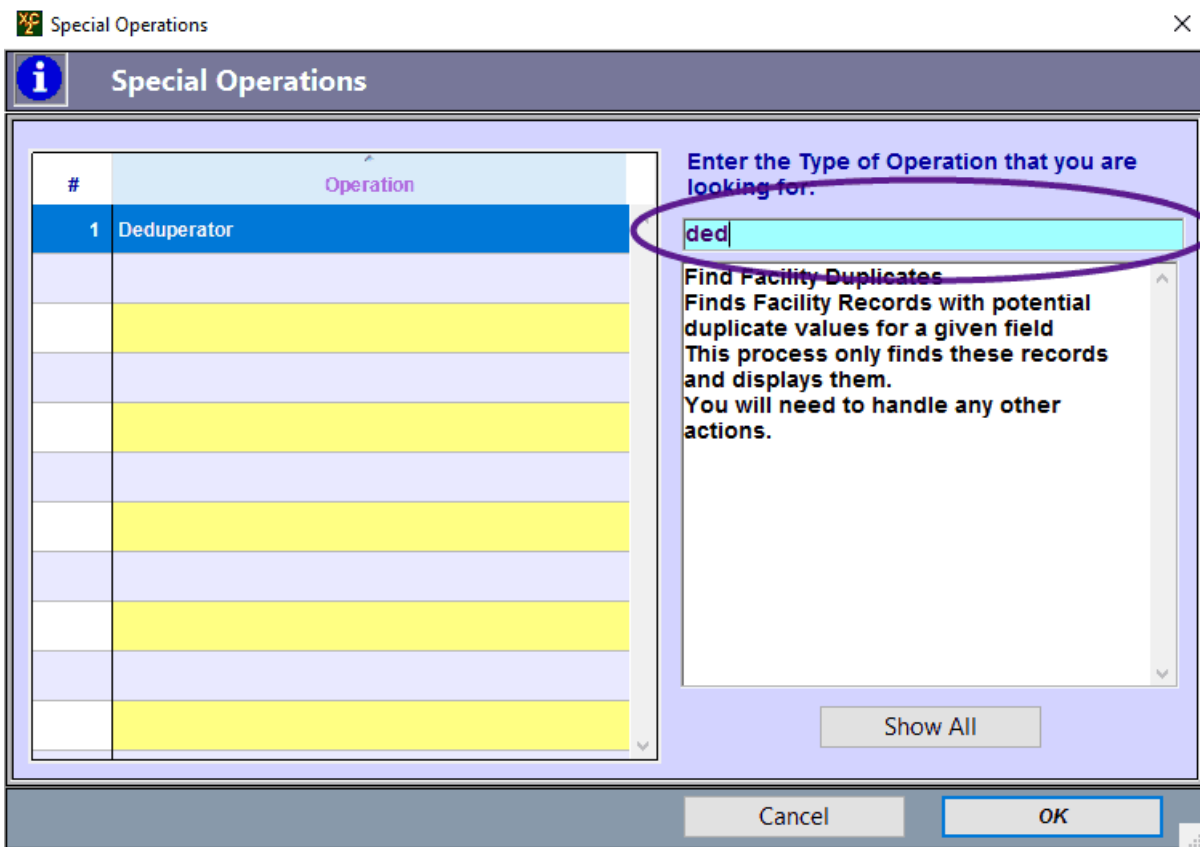 Special Operations
Special Operations
# Operation
1 Deduperator
Enter the Type of Operation that you are
looking for:
ded
Find Facility Duplicates
Finds Facility Records with potential
duplicate values for a given field
This process only finds these records
and displays them.
You will need to handle any other
actions.
Show All
Cancel
OK